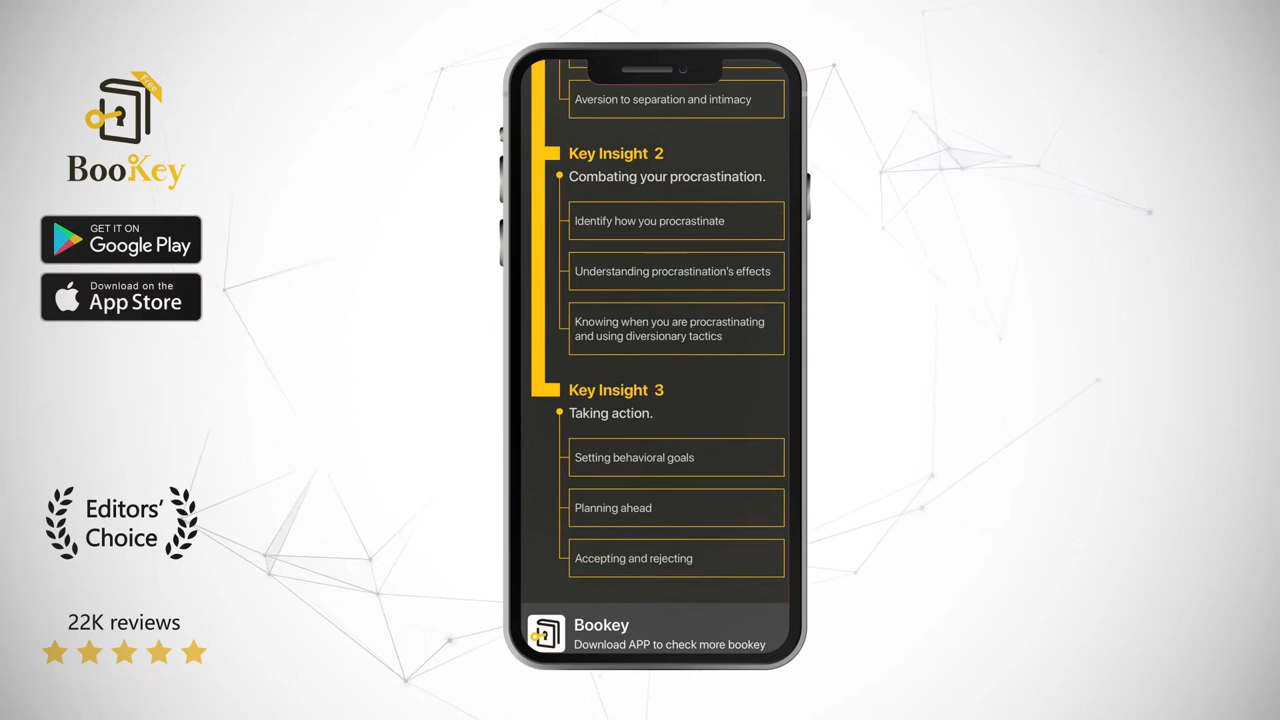 Free
BooKey
GET IT ON
Google Play
Download on the
App Store
Editors'
Choice
22K reviews
Aversion to separation and intimacy
Key Insight 2
Combating your procrastination.
Identify how you procrastinate
Understanding procrastination's effects
Knowing when you are procrastinating
and using diversionary tactics
Key Insight 3
Taking action.
Setting behavioral goals
Planning ahead
Accepting and rejecting
Bookey
Download APP to check more bookey